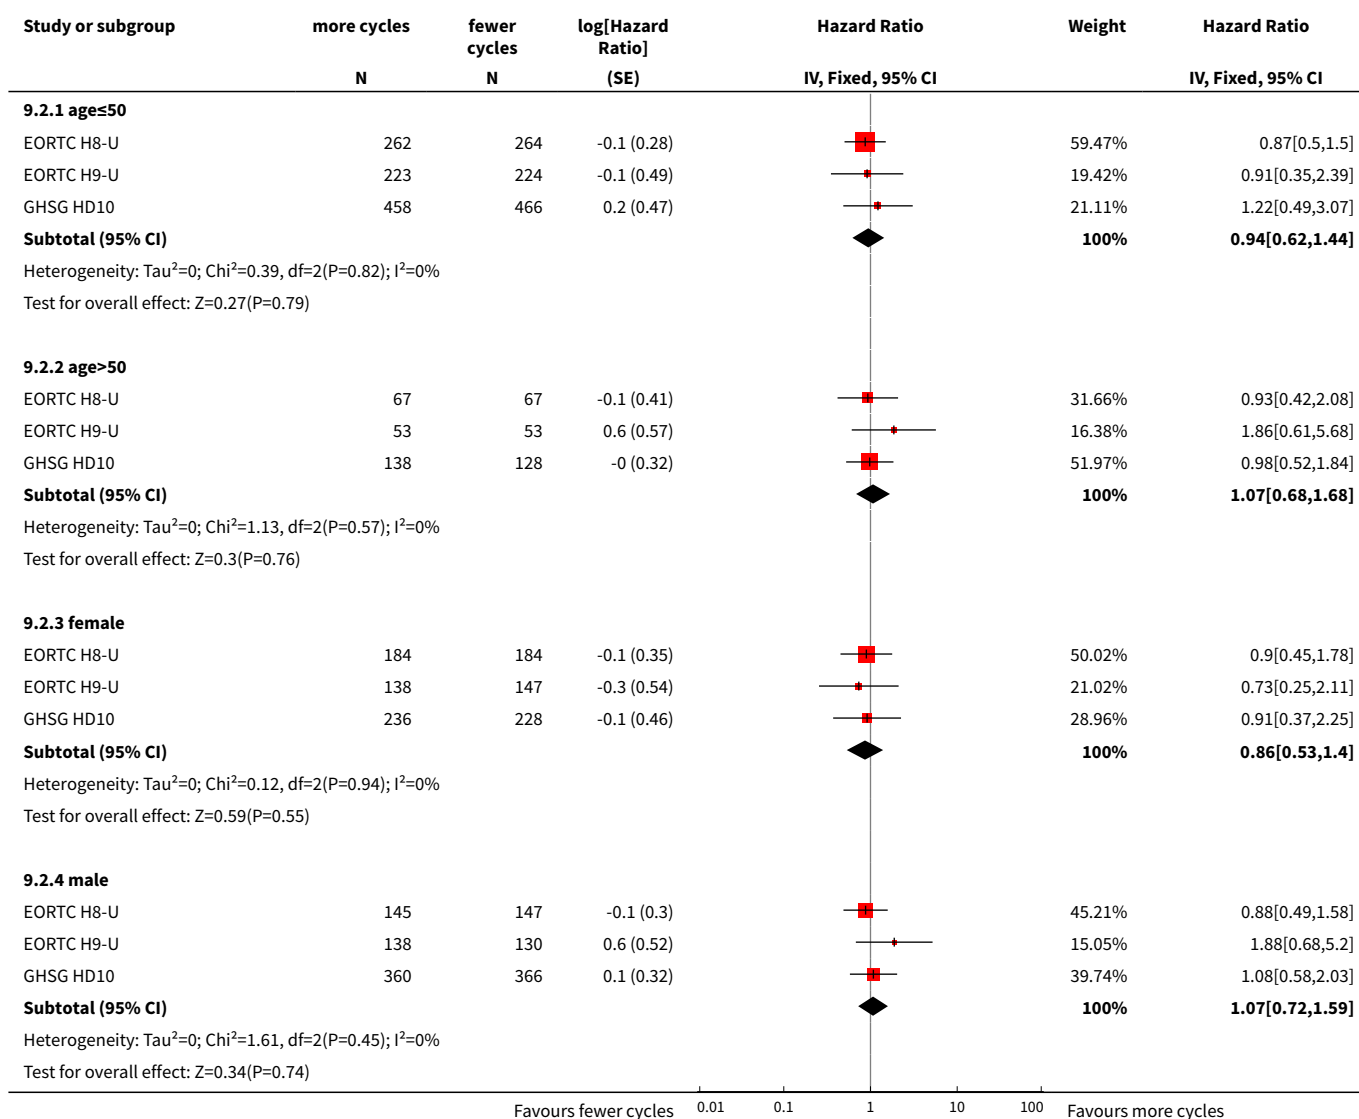 Study or subgroup more cycles fewer cycles log[Hazard Ratio] Hazard Ratio Weight Hazard Ratio
N N (SE) IV, Fixed, 95% CI IV, Fixed, 95% CI
9.2.1 age≤50
EORTC H8-U 262 264 -0.1 (0.28) 59.47% 0.87[0.5,1.5]
EORTC H9-U 223 224 -0.1 (0.49) 19.42% 0.91[0.35,2.39]
GHSG HD10 458 466 0.2 (0.47) 21.11% 1.22[0.49,3.07]
Subtotal (95% CI) 100% 0.94[0.62,1.44]
Heterogeneity: Tau²=0; Chi²=0.39, df=2(P=0.82); I²=0%
Test for overall effect: Z=0.27(P=0.79)
9.2.2 age>50
EORTC H8-U 67 67 -0.1 (0.41) 31.66% 0.93[0.42,2.08]
EORTC H9-U 53 53 0.6 (0.57) 16.38% 1.86[0.61,5.68]
GHSG HD10 138 128 -0 (0.32) 51.97% 0.98[0.52,1.84]
Subtotal (95% CI) 100% 1.07[0.68,1.68]
Heterogeneity: Tau²=0; Chi²=1.13, df=2(P=0.57); I²=0%
Test for overall effect: Z=0.3(P=0.76)
9.2.3 female
EORTC H8-U 184 184 -0.1 (0.35) 50.02% 0.9[0.45,1.78]
EORTC H9-U 138 147 -0.3 (0.54) 21.02% 0.73[0.25,2.11]
GHSG HD10 236 228 -0.1 (0.46) 28.96% 0.91[0.37,2.25]
Subtotal (95% CI) 100% 0.86[0.53,1.4]
Heterogeneity: Tau²=0; Chi²=0.12, df=2(P=0.94); I²=0%
Test for overall effect: Z=0.59(P=0.55)
9.2.4 male
EORTC H8-U 145 147 -0.1 (0.3) 45.21% 0.88[0.49,1.58]
EORTC H9-U 138 130 0.6 (0.52) 15.05% 1.88[0.68,5.2]
GHSG HD10 360 366 0.1 (0.32) 39.74% 1.08[0.58,2.03]
Subtotal (95% CI) 100% 1.07[0.72,1.59]
Heterogeneity: Tau²=0; Chi²=1.61, df=2(P=0.45); I²=0%
Test for overall effect: Z=0.34(P=0.74)
Favours fewer cycles 0.01 0.1 1 10 100 Favours more cycles